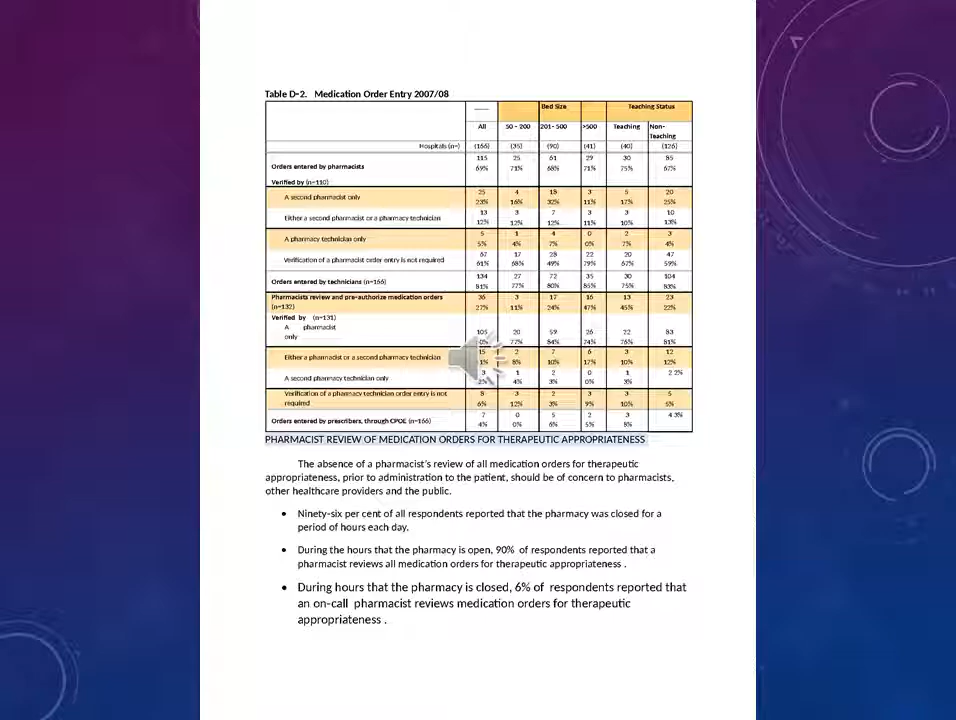 Table D-2. Medication Order Entry 2007/08
Bed Size Teaching Status
All 50 - 200 201- 500 >500 Teaching Non-
Teaching
Hospitals (n=) (166) (35) (90) (41) (40) (126)
115 25 61 29 30 85
Orders entered by pharmacists 69% 71% 68% 71% 75% 67%
Verified by (n=110)
25 4 18 3 5 20
A second pharmacist only 23% 16% 32% 11% 17% 25%
13 3 7 3 3 10
Either a second pharmacist or a pharmacy technician 12% 12% 12% 11% 10% 13%
5 1 4 0 2 3
A pharmacy technician only 5% 4% 7% 0% 7% 4%
67 17 28 22 20 47
Verification of a pharmacist order entry is not required 61% 68% 49% 79% 67% 59%
134 27 72 35 30 104
Orders entered by technicians (n=166) 81% 77% 80% 85% 75% 83%
Pharmacists review and pre-authorize medication orders 36 3 17 16 13 23
(n=132) 27% 11% 24% 47% 45% 22%
Verified by (n=131)
A pharmacist
only 105 20 59 26 22 83
0% 77% 84% 74% 76% 81%
15 2 7 6 3 12
Either a pharmacist or a second pharmacy technician 1% 8% 10% 17% 10% 12%
3 1 2 0 1 2 2%
A second pharmacy technician only 2% 4% 3% 0% 3%
Verification of a pharmacy technician order entry is not 8 3 2 3 3 5
required 6% 12% 3% 9% 10% 5%
7 0 5 2 3 4 3%
Orders entered by prescribers, through CPOE (n=166) 4% 0% 6% 5% 8%
PHARMACIST REVIEW OF MEDICATION ORDERS FOR THERAPEUTIC APPROPRIATENESS
The absence of a pharmacist's review of all medication orders for therapeutic
appropriateness, prior to administration to the patient, should be of concern to pharmacists,
other healthcare providers and the public.
• Ninety-six per cent of all respondents reported that the pharmacy was closed for a
period of hours each day.
• During the hours that the pharmacy is open, 90% of respondents reported that a
pharmacist reviews all medication orders for therapeutic appropriateness .
• During hours that the pharmacy is closed, 6% of respondents reported that
an on-call pharmacist reviews medication orders for therapeutic
appropriateness .